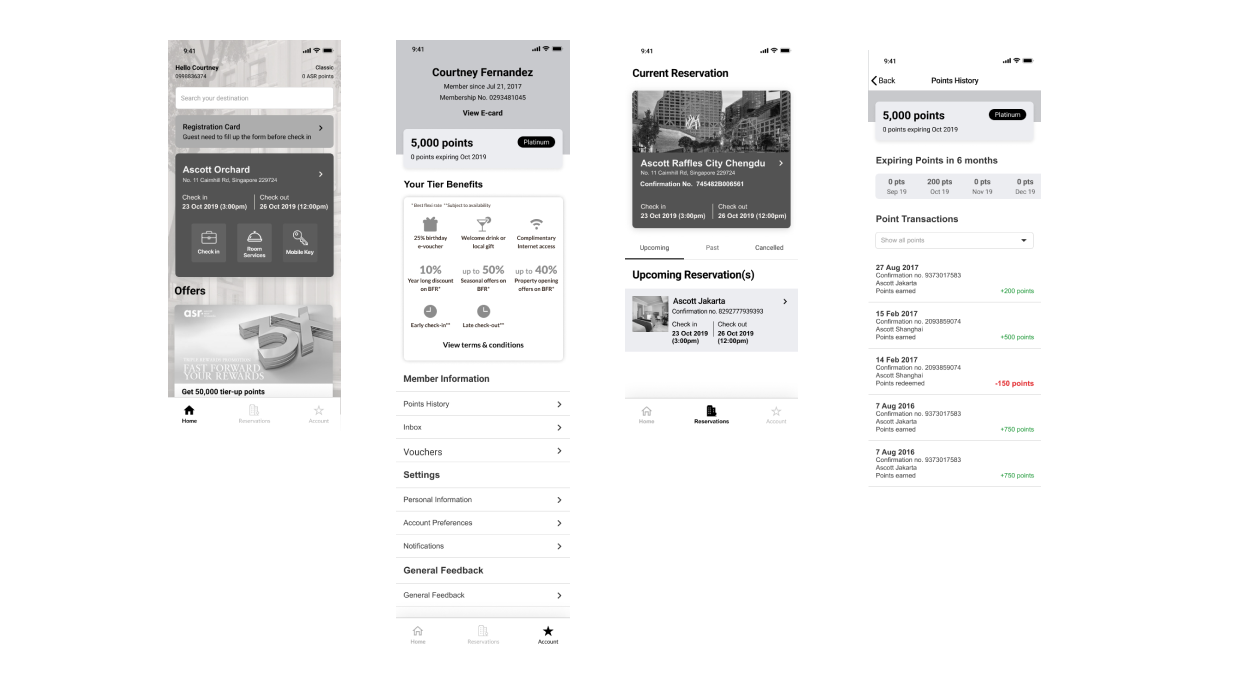 9:41
Hello Courtney
Classic
0998836374
0 ASR points
Search your destination
Registration Card
Guest need to fill up the form before check in
Ascott Orchard
No. 11 Cairnhill Rd, Singapore 229724
Check in
Check out
23 Oct 2019 (3:00pm)
26 Oct 2019 (12:00pm)
Check in
Room
Services
Mobile Key
Offers
asr
FAST FORWARD
YOUR REWARDS
Get 50,000 tier-up points
Home
Reservations
Account
9:41
Courtney Fernandez
Member since Jul 21, 2017
Membership No. 0293481045
View E-card
5,000 points
Platinum
0 points expiring Oct 2019
Your Tier Benefits
*Best flexi rate **Subject to availability
25% birthday
e-voucher
Welcome drink or
local gift
Complimentary
Internet access
10%
Year long discount
on BFR*
up to 50%
Seasonal offers on
BFR*
up to 40%
Property opening
offers on BFR*
Early check-in**
Late check-out**
View terms & conditions
Member Information
Points History
Inbox
Vouchers
Settings
Personal Information
Account Preferences
Notifications
General Feedback
General Feedback
Home
Reservations
Account
9:41
Current Reservation
Ascott Raffles City Chengdu
No. 11 Cairnhill Rd, Singapore 229724
Confirmation No. 745482B006561
Check in
Check out
23 Oct 2019 (3:00pm)
26 Oct 2019 (12:00pm)
Upcoming
Past
Cancelled
Upcoming Reservation(s)
Ascott Jakarta
Confirmation no. 8292777939393
Check in
Check out
23 Oct 2019
(3:00pm)
26 Oct 2019
(12:00pm)
Home
Reservations
Account
9:41
Back
Points History
5,000 points
Platinum
0 points expiring Oct 2019
Expiring Points in 6 months
0 pts
200 pts
0 pts
0 pts
Sep 19
Oct 19
Nov 19
Dec 19
Point Transactions
Show all points
27 Aug 2017
Confirmation no. 9373017583
Ascott Jakarta
Points earned
+200 points
15 Feb 2017
Confirmation no. 2093859074
Ascott Shanghai
Points earned
+500 points
14 Feb 2017
Confirmation no. 2093859074
Ascott Shanghai
Points redeemed
-150 points
7 Aug 2016
Confirmation no. 9373017583
Ascott Jakarta
Points earned
+750 points
7 Aug 2016
Confirmation no. 9373017583
Ascott Jakarta
Points earned
+750 points